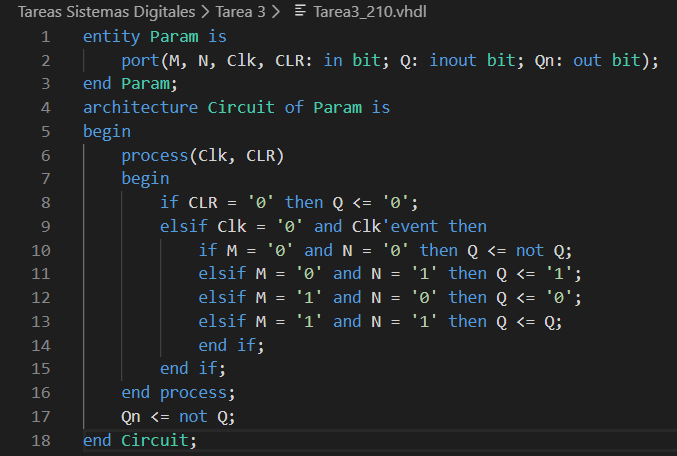 Tareas Sistemas Digitales > Tarea 3 > Tarea3_210.vhdl
1 entity Param is
2     port(M, N, Clk, CLR: in bit; Q: inout bit; Qn: out bit);
3 end Param;
4 architecture Circuit of Param is
5 begin
6     process(Clk, CLR)
7     begin
8         if CLR = '0' then Q <= '0';
9         elsif Clk = '0' and Clk'event then
10             if M = '0' and N = '0' then Q <= not Q;
11             elsif M = '0' and N = '1' then Q <= '1';
12             elsif M = '1' and N = '0' then Q <= '0';
13             elsif M = '1' and N = '1' then Q <= Q;
14             end if;
15         end if;
16     end process;
17     Qn <= not Q;
18 end Circuit;